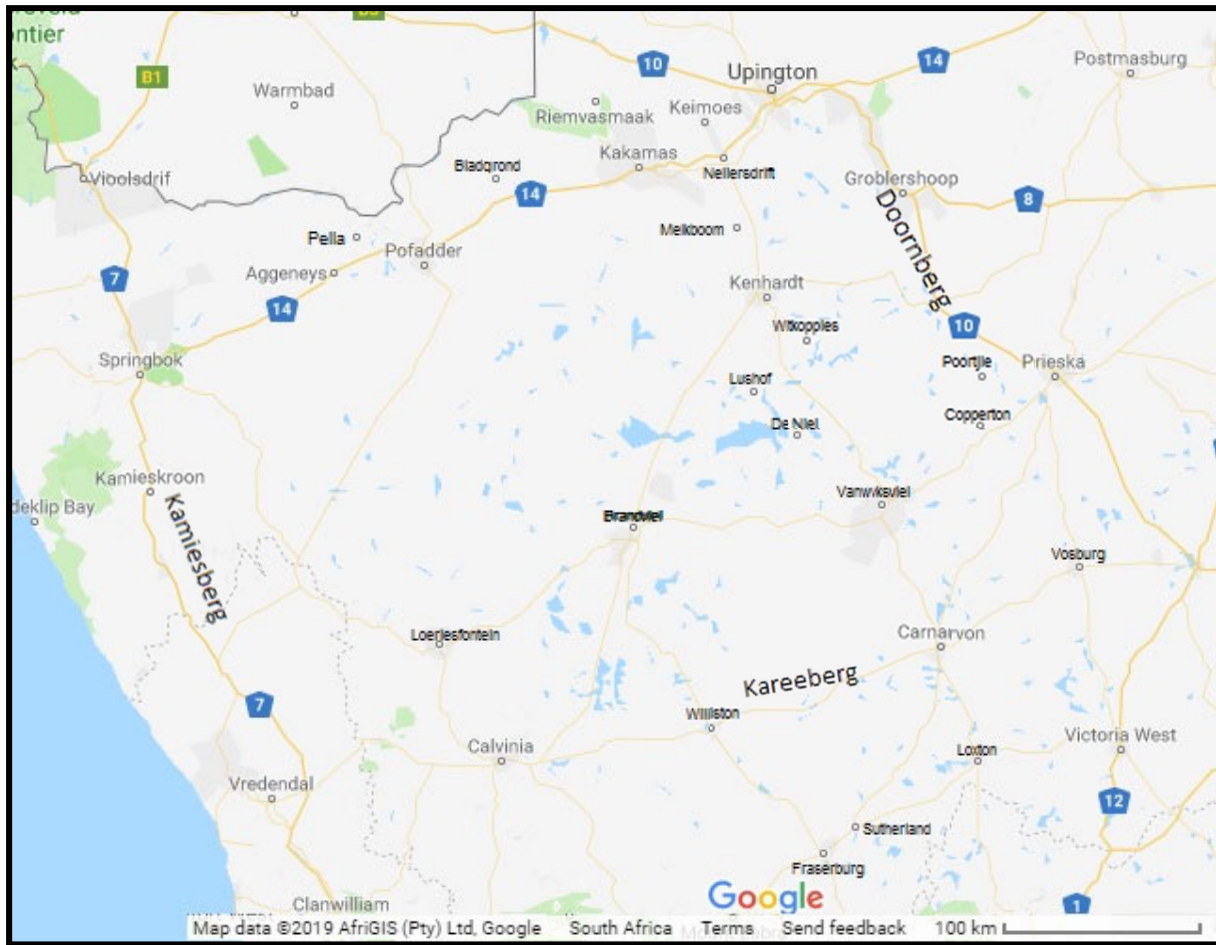 ntier
B1
10
14
Upington
Postmasburg
Warmbad
Riemvasmaak
Keimoes
Kakamas
Neilersdrift
Bladgrond
14
Vioolsdrif
Groblershoop
8
Doornberg
Melkboom
Pella
Pofadder
7
Aggeneys
14
Kenhardt
10
Witkoppies
Springbok
Poortjie
Prieska
Lushof
Copperton
De Niel
Kamieskroon
Vanwyksvlei
deklip Bay
Kamiesberg
Brandvlei
Vosburg
Loeriesfontein
Carnarvon
Kareeberg
7
Williston
Calvinia
Loxton
Victoria West
Vredendal
12
Sutherland
Fraserburg
Google
Clanwilliam
1
Map data ©2019 AfriGIS (Pty) Ltd, Google South Africa Terms Send feedback 100 km